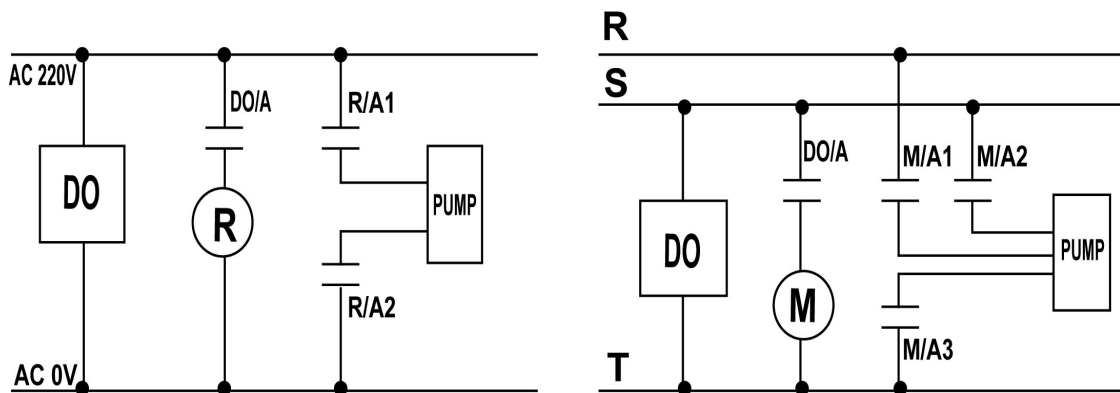 AC 220V
DO/A
R/A1
DO
R
PUMP
R/A2
AC 0V
R
S
DO/A
M/A1
M/A2
DO
M
PUMP
M/A3
T